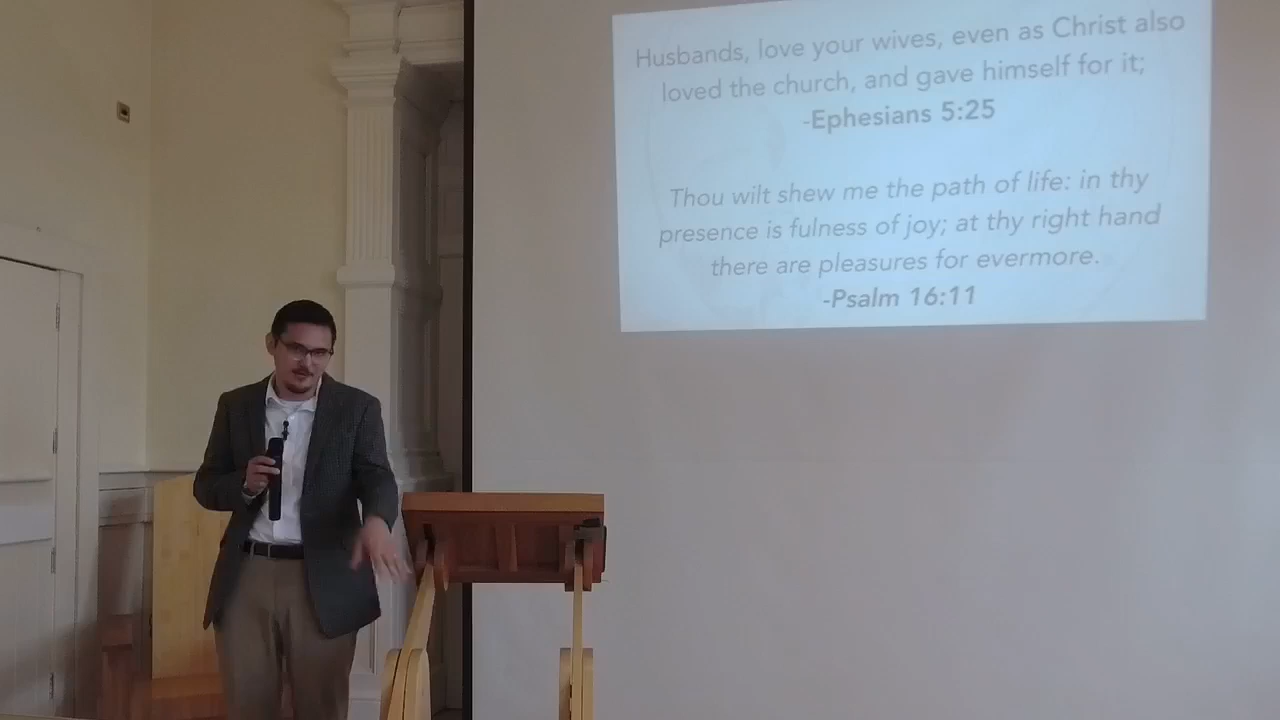 Husbands, love your wives, even as Christ also
loved the church, and gave himself for it;
-Ephesians 5:25
Thou wilt shew me the path of life: in thy
presence is fulness of joy; at thy right hand
there are pleasures for evermore.
-Psalm 16:11